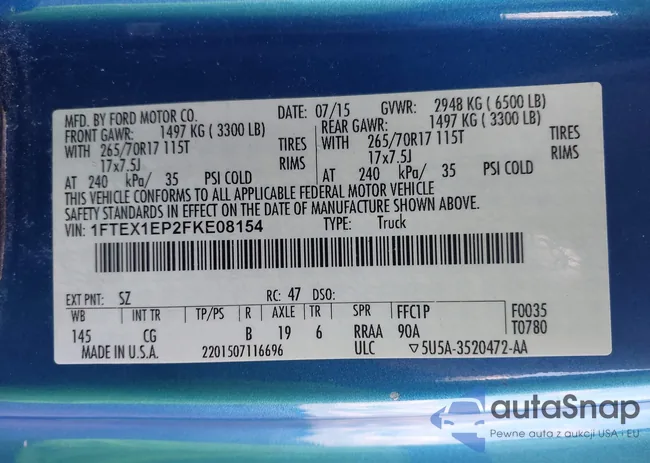 MFD. BY FORD MOTOR CO. DATE: 07/15 GVWR: 2948 KG ( 6500 LB)
FRONT GAWR: 1497 KG ( 3300 LB) REAR GAWR: 1497 KG ( 3300 LB)
WITH 265/70R17 115T TIRES WITH 265/70R17 115T TIRES
17x7.5J RIMS 17x7.5J RIMS
AT 240 kPa/ 35 PSI COLD AT 240 kPa/ 35 PSI COLD
THIS VEHICLE CONFORMS TO ALL APPLICABLE FEDERAL MOTOR VEHICLE
SAFETY STANDARDS IN EFFECT ON THE DATE OF MANUFACTURE SHOWN ABOVE.
VIN: 1FTEX1EP2FKE08154 TYPE: Truck
EXT PNT: SZ RC: 47 DSO:
WB INT TR TP/PS R AXLE TR SPR FFC1P F0035
145 CG B 19 6 RRAA 90A T0780
MADE IN U.S.A. 2201507116696 ULC ▽5U5A-3520472-AA
autaSnap
Pewne auta z aukcji USA i EU